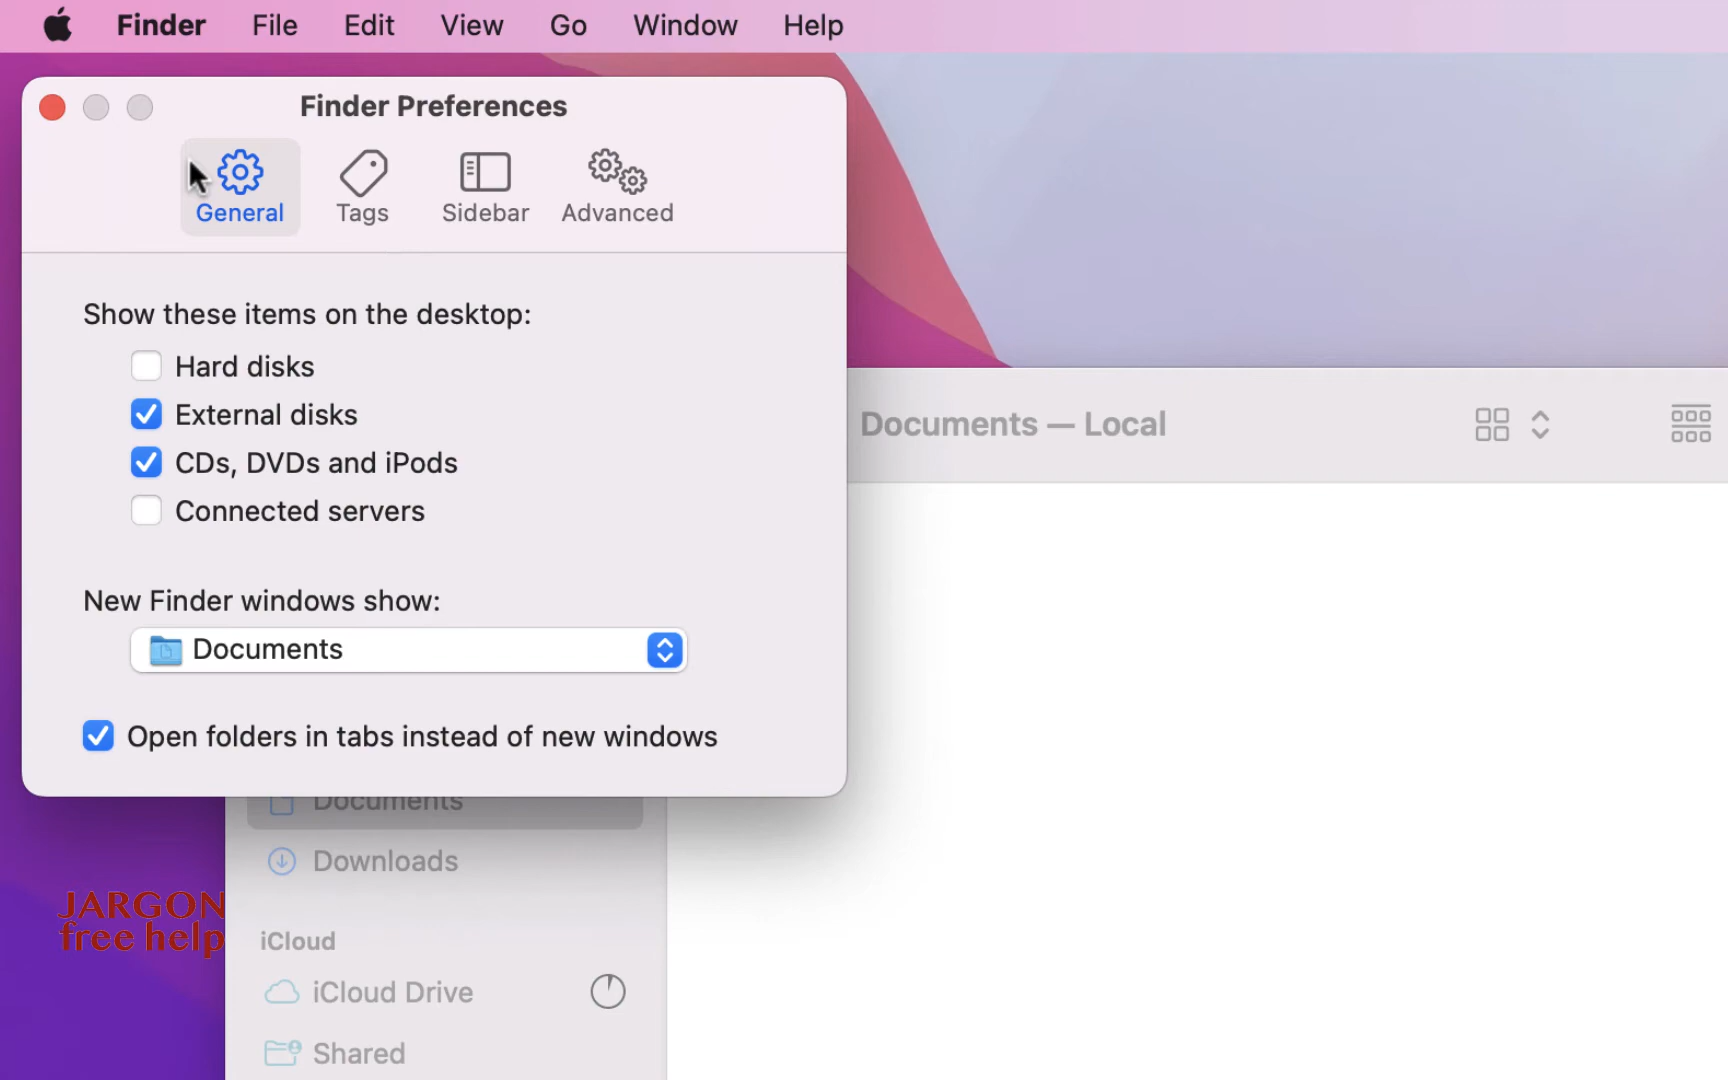 Finder File Edit View Go Window Help
Finder Preferences
General Tags Sidebar Advanced
Show these items on the desktop:
Hard disks
External disks
CDs, DVDs and iPods
Connected servers
New Finder windows show:
Documents
Open folders in tabs instead of new windows
Documents — Local
Documents
Downloads
iCloud
iCloud Drive
Shared
JARGON
free help